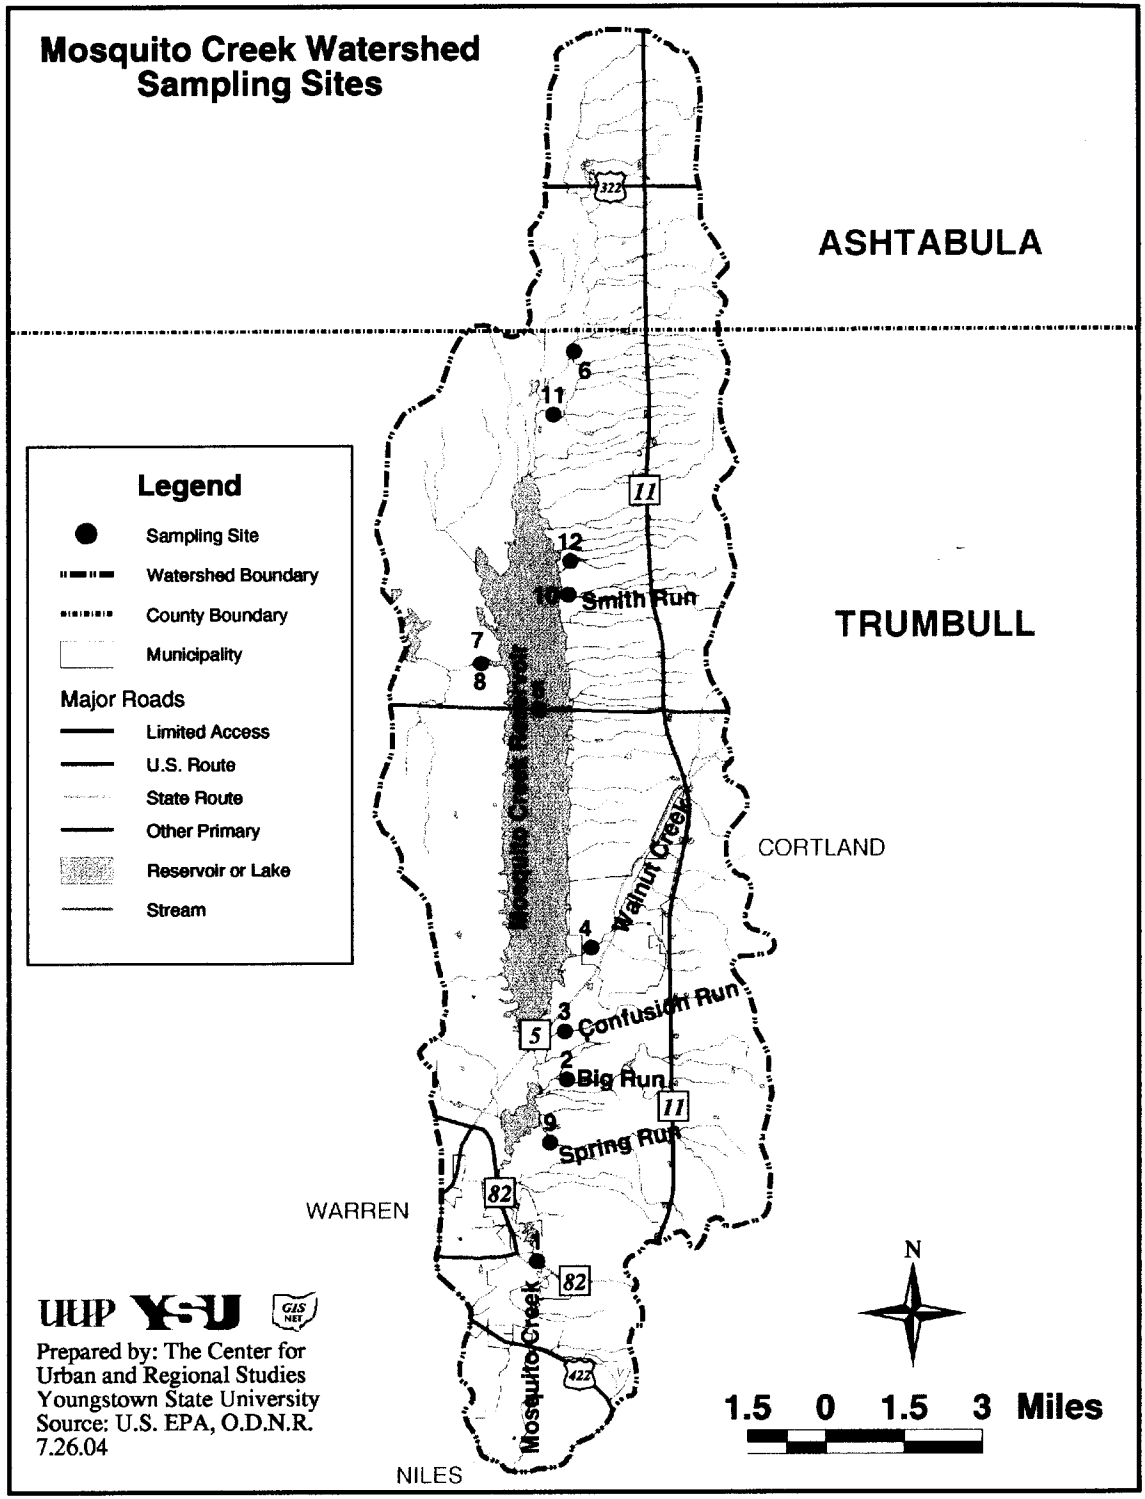 Mosquito Creek Watershed
Sampling Sites
322
ASHTABULA
6
11
11
12
10 Smith Run
TRUMBULL
7
8
5
Mosquito Creek Reservoir
Walnut Creek
CORTLAND
4
3
Confusion Run
5
2
Big Run
11
9
Spring Run
82
WARREN
1
82
Mosquito Creek
422
NILES
Legend
Sampling Site
Watershed Boundary
County Boundary
Municipality
Major Roads
Limited Access
U.S. Route
State Route
Other Primary
Reservoir or Lake
Stream
UUP YSU GIS
NET
Prepared by: The Center for
Urban and Regional Studies
Youngstown State University
Source: U.S. EPA, O.D.N.R.
7.26.04
N
1.5 0 1.5 3 Miles